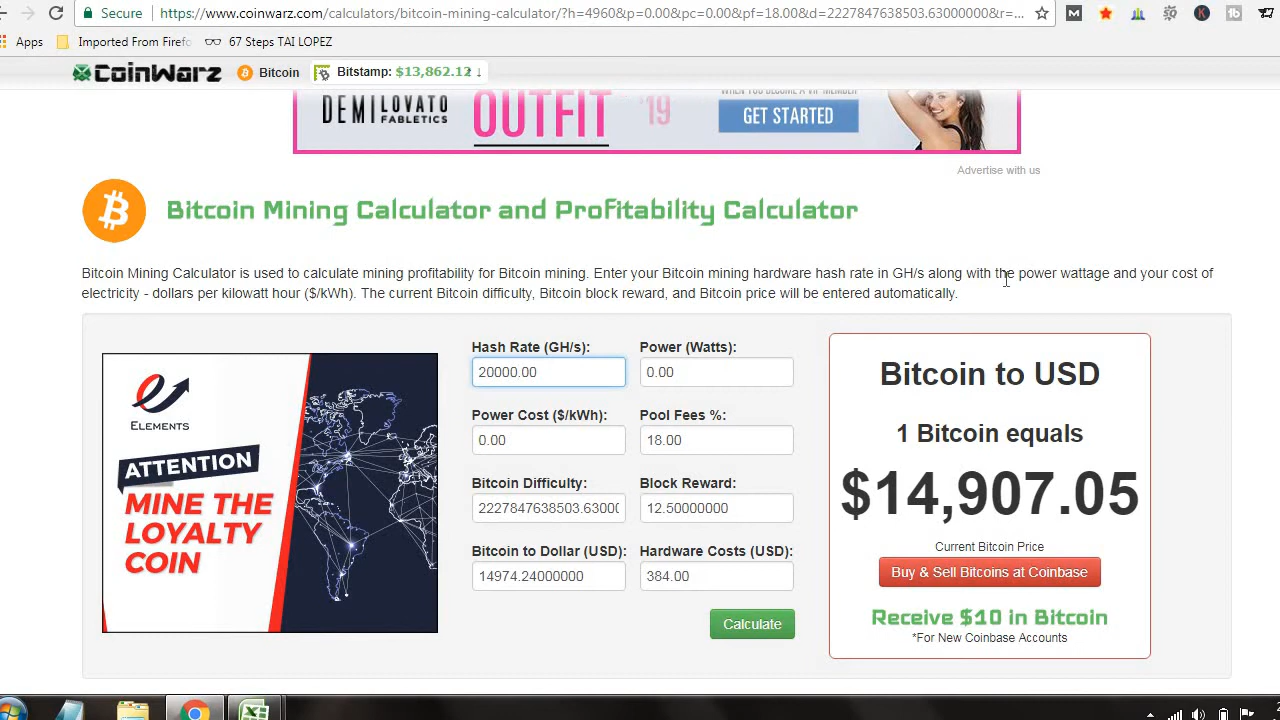 Secure
https://www.coinwarz.com/calculators/bitcoin-mining-calculator/?h=4960&p=0.00&pc=0.00&pf=18.00&d=2227847638503.63000000&r=...
Apps
Imported From Firefo
67 Steps TAI LOPEZ
CoinWarz
Bitcoin
Bitstamp: $13,862.12 ↓
WHEN YOU BECOME A VIP MEMBER
DEMI LOVATO
FABLETICS
OUTFIT
'19
GET STARTED
Advertise with us
Bitcoin Mining Calculator and Profitability Calculator
Bitcoin Mining Calculator is used to calculate mining profitability for Bitcoin mining. Enter your Bitcoin mining hardware hash rate in GH/s along with the power wattage and your cost of
electricity - dollars per kilowatt hour ($/kWh). The current Bitcoin difficulty, Bitcoin block reward, and Bitcoin price will be entered automatically.
ELEMENTS
ATTENTION
MINE THE
LOYALTY
COIN
Hash Rate (GH/s):
Power (Watts):
20000.00
0.00
Power Cost ($/kWh):
Pool Fees %:
0.00
18.00
Bitcoin Difficulty:
Block Reward:
2227847638503.6300
12.50000000
Bitcoin to Dollar (USD):
Hardware Costs (USD):
14974.24000000
384.00
Calculate
Bitcoin to USD
1 Bitcoin equals
$14,907.05
Current Bitcoin Price
Buy & Sell Bitcoins at Coinbase
Receive $10 in Bitcoin
*For New Coinbase Accounts